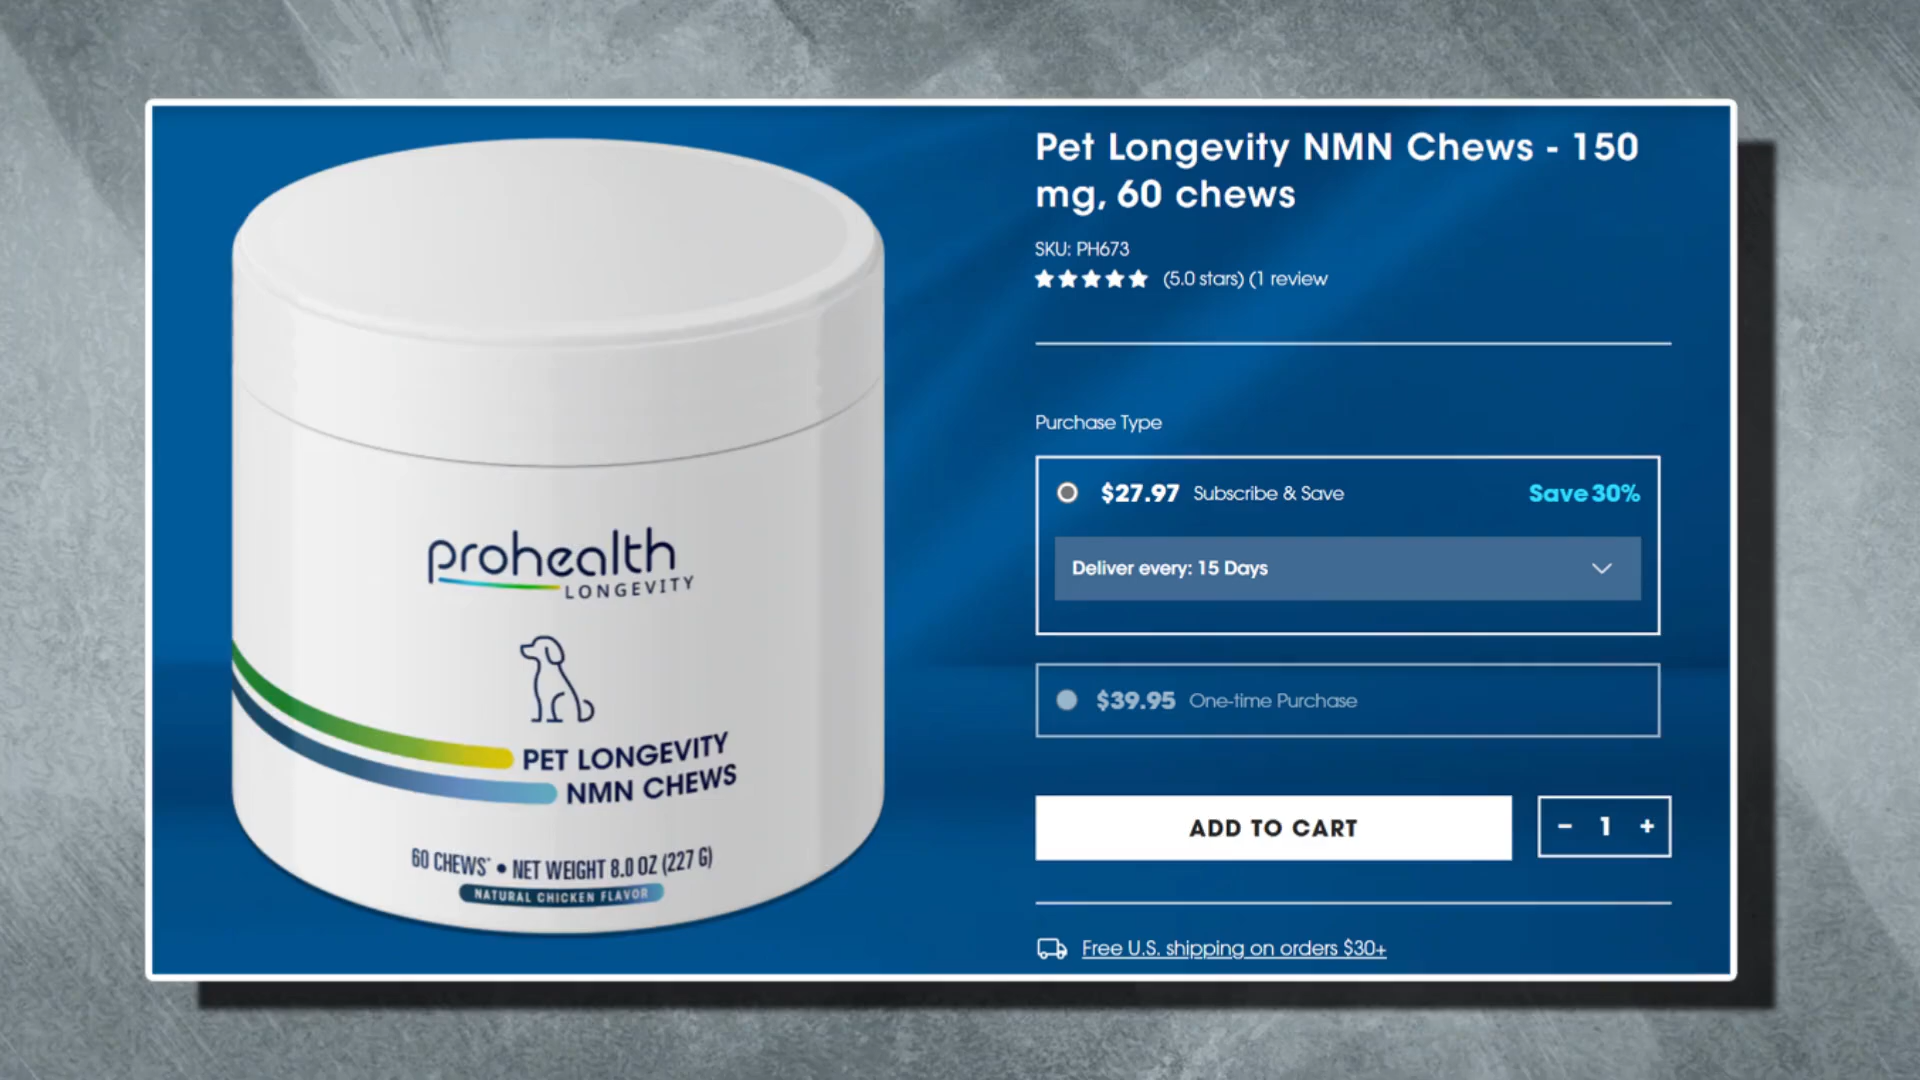 prohealth
LONGEVITY
PET LONGEVITY
NMN CHEWS
60 CHEWS* • NET WEIGHT 8.0 OZ (227 G)
NATURAL CHICKEN FLAVOR
Pet Longevity NMN Chews - 150
mg, 60 chews
SKU: PH673
(5.0 stars) (1 review
Purchase Type
$27.97 Subscribe & Save Save 30%
Deliver every: 15 Days
$39.95 One-time Purchase
ADD TO CART
− 1 +
Free U.S. shipping on orders $30+